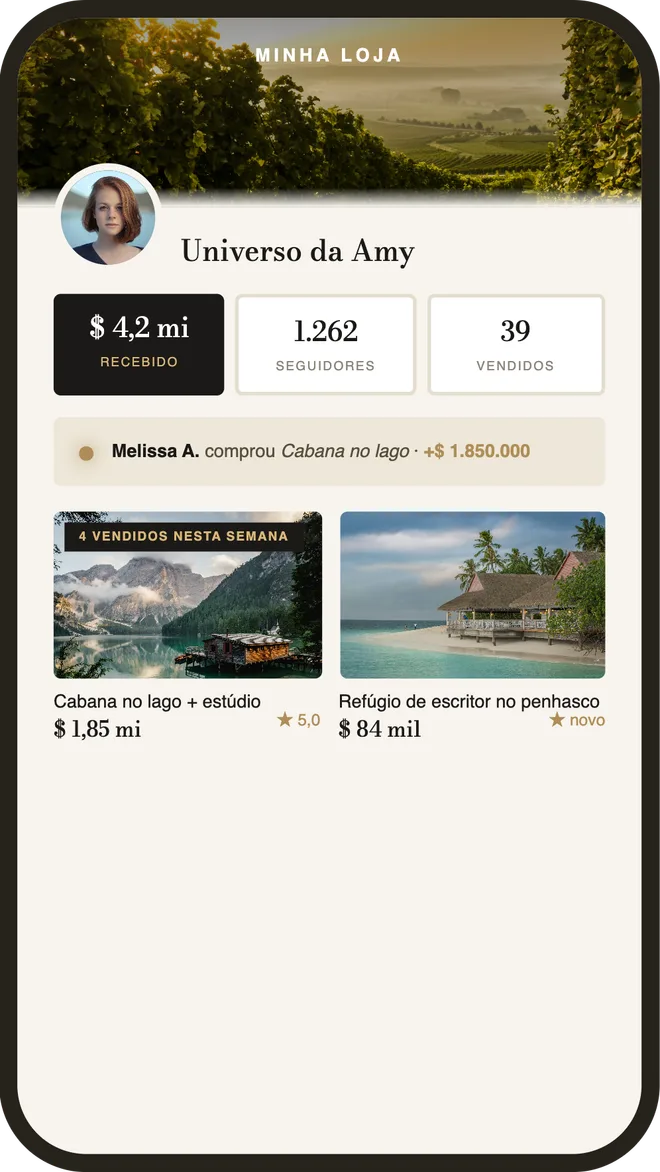 MINHA LOJA
Universo da Amy
$ 4,2 mi
RECEBIDO
1.262
SEGUIDORES
39
VENDIDOS
Melissa A. comprou Cabana no lago · +$ 1.850.000
4 VENDIDOS NESTA SEMANA
Cabana no lago + estúdio
$ 1,85 mi
★ 5,0
Refúgio de escritor no penhasco
$ 84 mil
★ novo